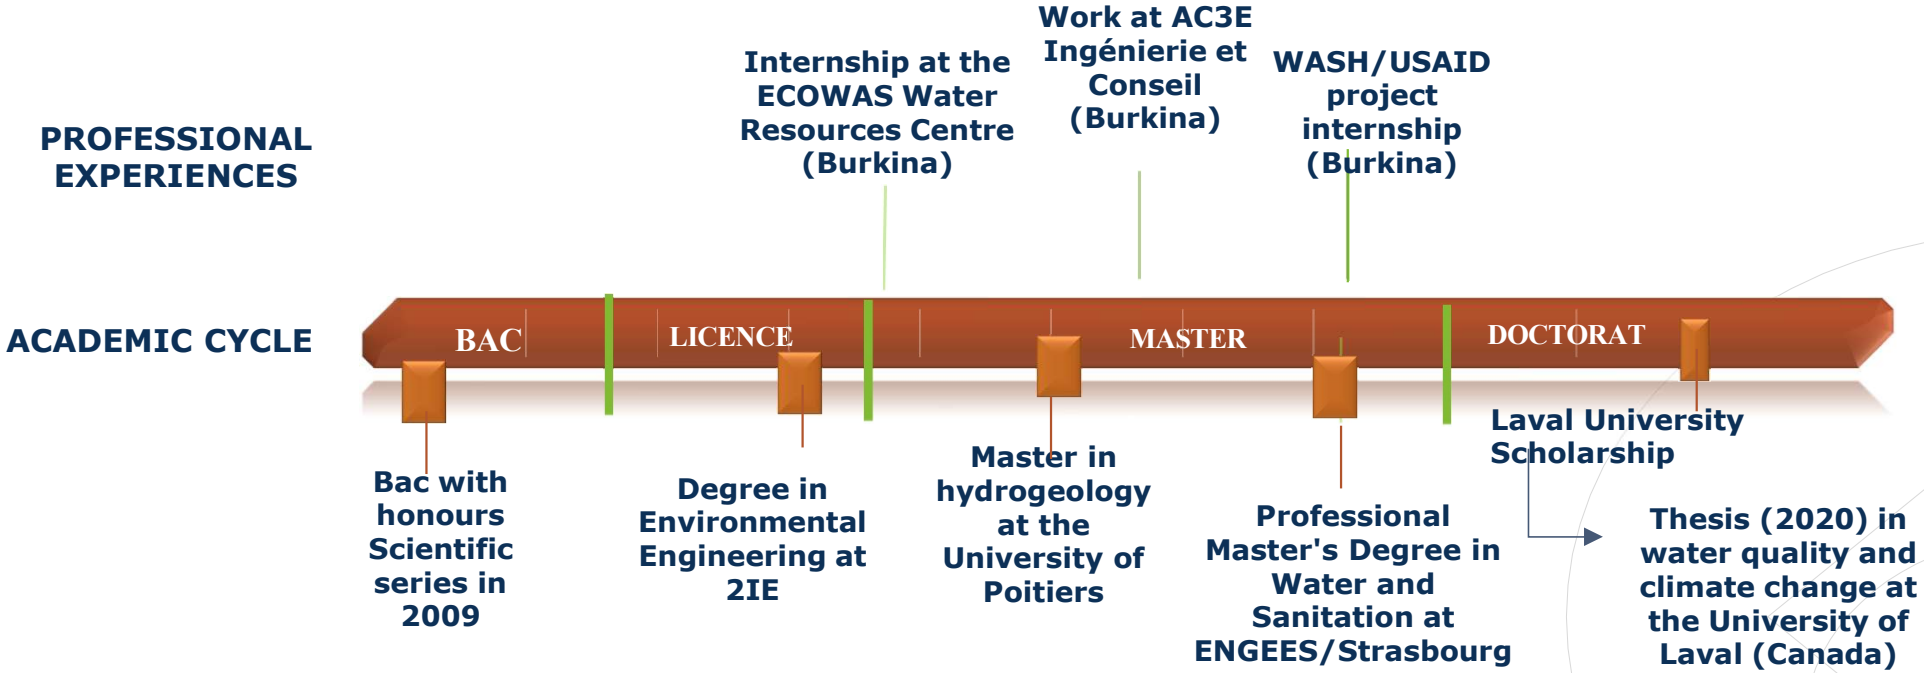 PROFESSIONAL
EXPERIENCES
Internship at the
ECOWAS Water
Resources Centre
(Burkina)
Work at AC3E
Ingénierie et
Conseil
(Burkina)
WASH/USAID
project
internship
(Burkina)
ACADEMIC CYCLE
BAC
LICENCE
MASTER
DOCTORAT
Bac with
honours
Scientific
series in
2009
Degree in
Environmental
Engineering at
2IE
Master in
hydrogeology
at the
University of
Poitiers
Professional
Master's Degree in
Water and
Sanitation at
ENGEES/Strasbourg
Laval University
Scholarship
Thesis (2020) in
water quality and
climate change at
the University of
Laval (Canada)